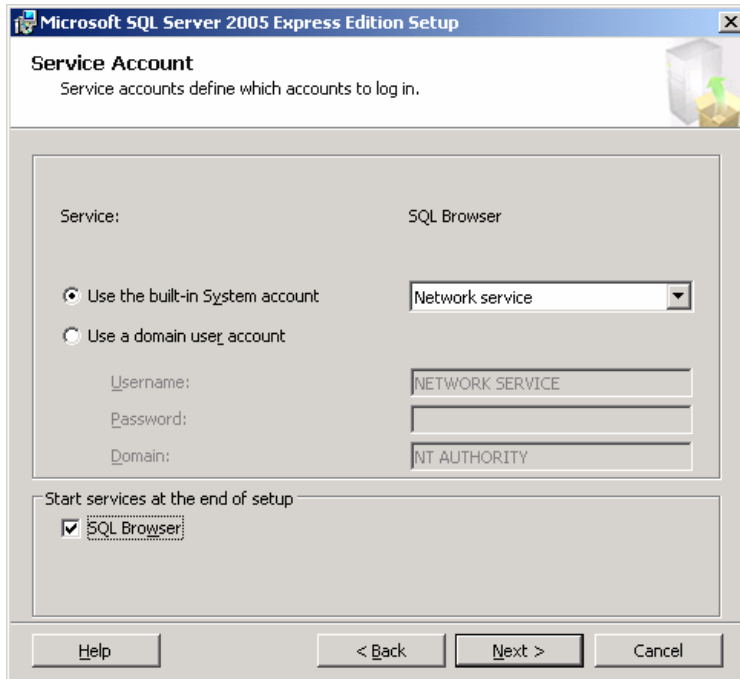 Microsoft SQL Server 2005 Express Edition Setup
Service Account
Service accounts define which accounts to log in.
Service: SQL Browser
Use the built-in System account Network service
Use a domain user account
Username: NETWORK SERVICE
Password:
Domain: NT AUTHORITY
Start services at the end of setup
SQL Browser
Help < Back Next > Cancel